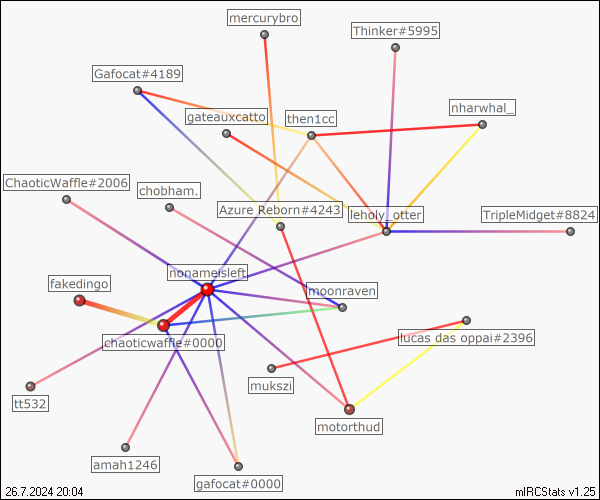 mercurybro
Thinker#5995
Gafocat#4189
nharwhal_
gateauxcatto
then1cc
ChaoticWaffle#2006
chobham.
Azure Reborn#4243
leholy_otter
TripleMidget#8824
nonameisleft
fakedingo
moonraven
chaoticwaffle#0000
lucas das oppai#2396
mukszi
tt532
motorthud
amah1246
gafocat#0000
26.7.2024 20:04
mIRCStats v1.25